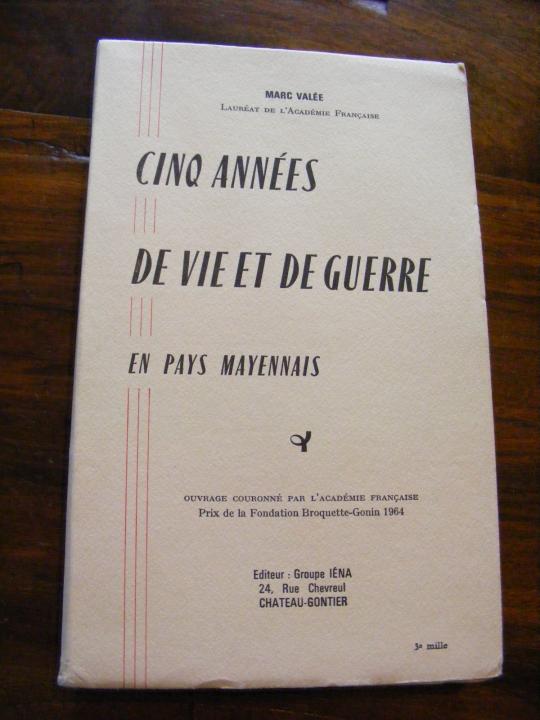 MARC VALÉE
LAURÉAT DE L'ACADÉMIE FRANÇAISE
CINQ ANNÉES
DE VIE ET DE GUERRE
EN PAYS MAYENNAIS
OUVRAGE COURONNÉ PAR L'ACADÉMIE FRANÇAISE
Prix de la Fondation Broquette-Gonin 1964
Editeur : Groupe IÉNA
24, Rue Chevreul
CHATEAU-GONTIER
3e mille